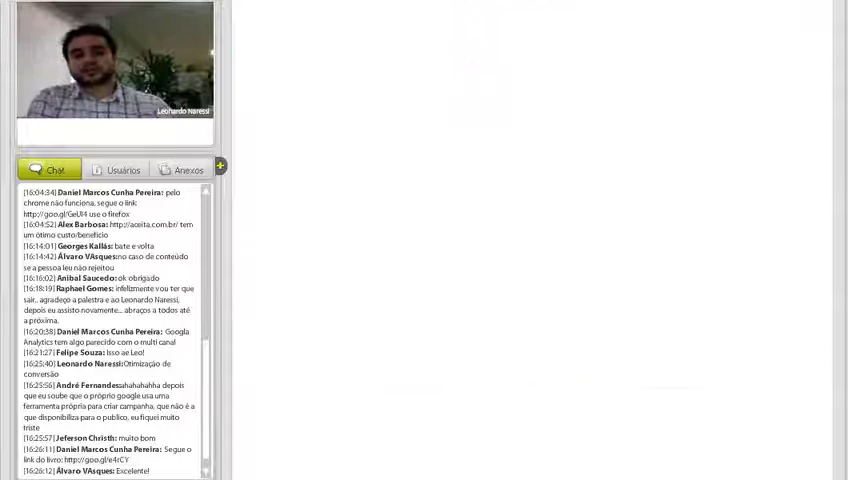 Leonardo Naressi
Chat
Usuários
Anexos
[16:04:34] Daniel Marcos Cunha Pereira: pelo
chrome não funciona, segue o link
http://goo.gl/GeUI4 use o firefox
[16:04:52] Alex Barbosa: http://aceita.com.br/ tem
um ótimo custo/beneficio
[16:14:01] Georges Kallás: bate e volta
[16:14:42] Álvaro VAsques:no caso de conteúdo
se a pessoa leu não rejeitou
[16:16:02] Anibal Saucedo: ok obrigado
[16:18:19] Raphael Gomes: infelizmente vou ter que
sair.. agradeço a palestra e ao Leonardo Naressi,
depois eu assisto novamente... abraços a todos até
a próxima.
[16:20:38] Daniel Marcos Cunha Pereira: Googla
Analytics tem algo parecido com o multi canal
[16:21:27] Felipe Souza: Isso ae Leo!
[16:25:40] Leonardo Naressi:Otimização de
conversão
[16:25:56] André Fernandes:ahahahahha depois
que eu soube que o próprio google usa uma
ferramenta própria para criar campanha, que não é a
que disponibiliza para o publico, eu fiquei muito
triste
[16:25:57] Jeferson Christh: muito bom
[16:26:11] Daniel Marcos Cunha Pereira: Segue o
link do livro: http://goo.gl/e4rCY
[16:26:12] Álvaro VAsques: Excelente!